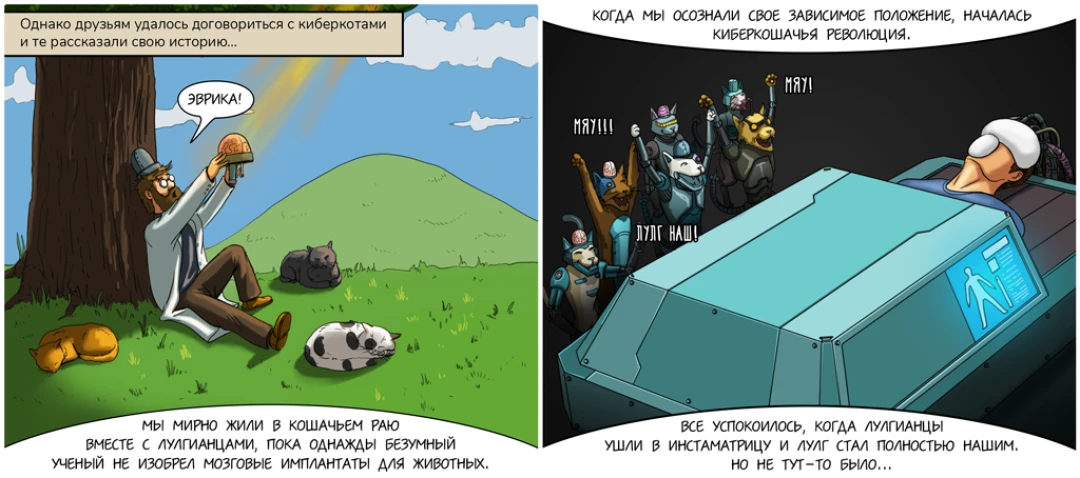 Однако друзьям удалось договориться с киберкотами
и те рассказали свою историю...
ЭВРИКА!
МЫ МИРНО ЖИЛИ В КОШАЧЬЕМ РАЮ
ВМЕСТЕ С ЛУЛГИАНЦАМИ, ПОКА ОДНАЖДЫ БЕЗУМНЫЙ
УЧЕНЫЙ НЕ ИЗОБРЕЛ МОЗГОВЫЕ ИМПЛАНТАТЫ ДЛЯ ЖИВОТНЫХ.
КОГДА МЫ ОСОЗНАЛИ СВОЕ ЗАВИСИМОЕ ПОЛОЖЕНИЕ, НАЧАЛАСЬ
КИБЕРКОШАЧЬЯ РЕВОЛЮЦИЯ.
МЯУ!
МЯУ!!!
ЛУЛГ НАШ!
ВСЕ УСПОКОИЛОСЬ, КОГДА ЛУЛГИАНЦЫ
УШЛИ В ИНСТАМАТРИЦУ И ЛУЛГ СТАЛ ПОЛНОСТЬЮ НАШИМ.
НО НЕ ТУТ-ТО БЫЛО...